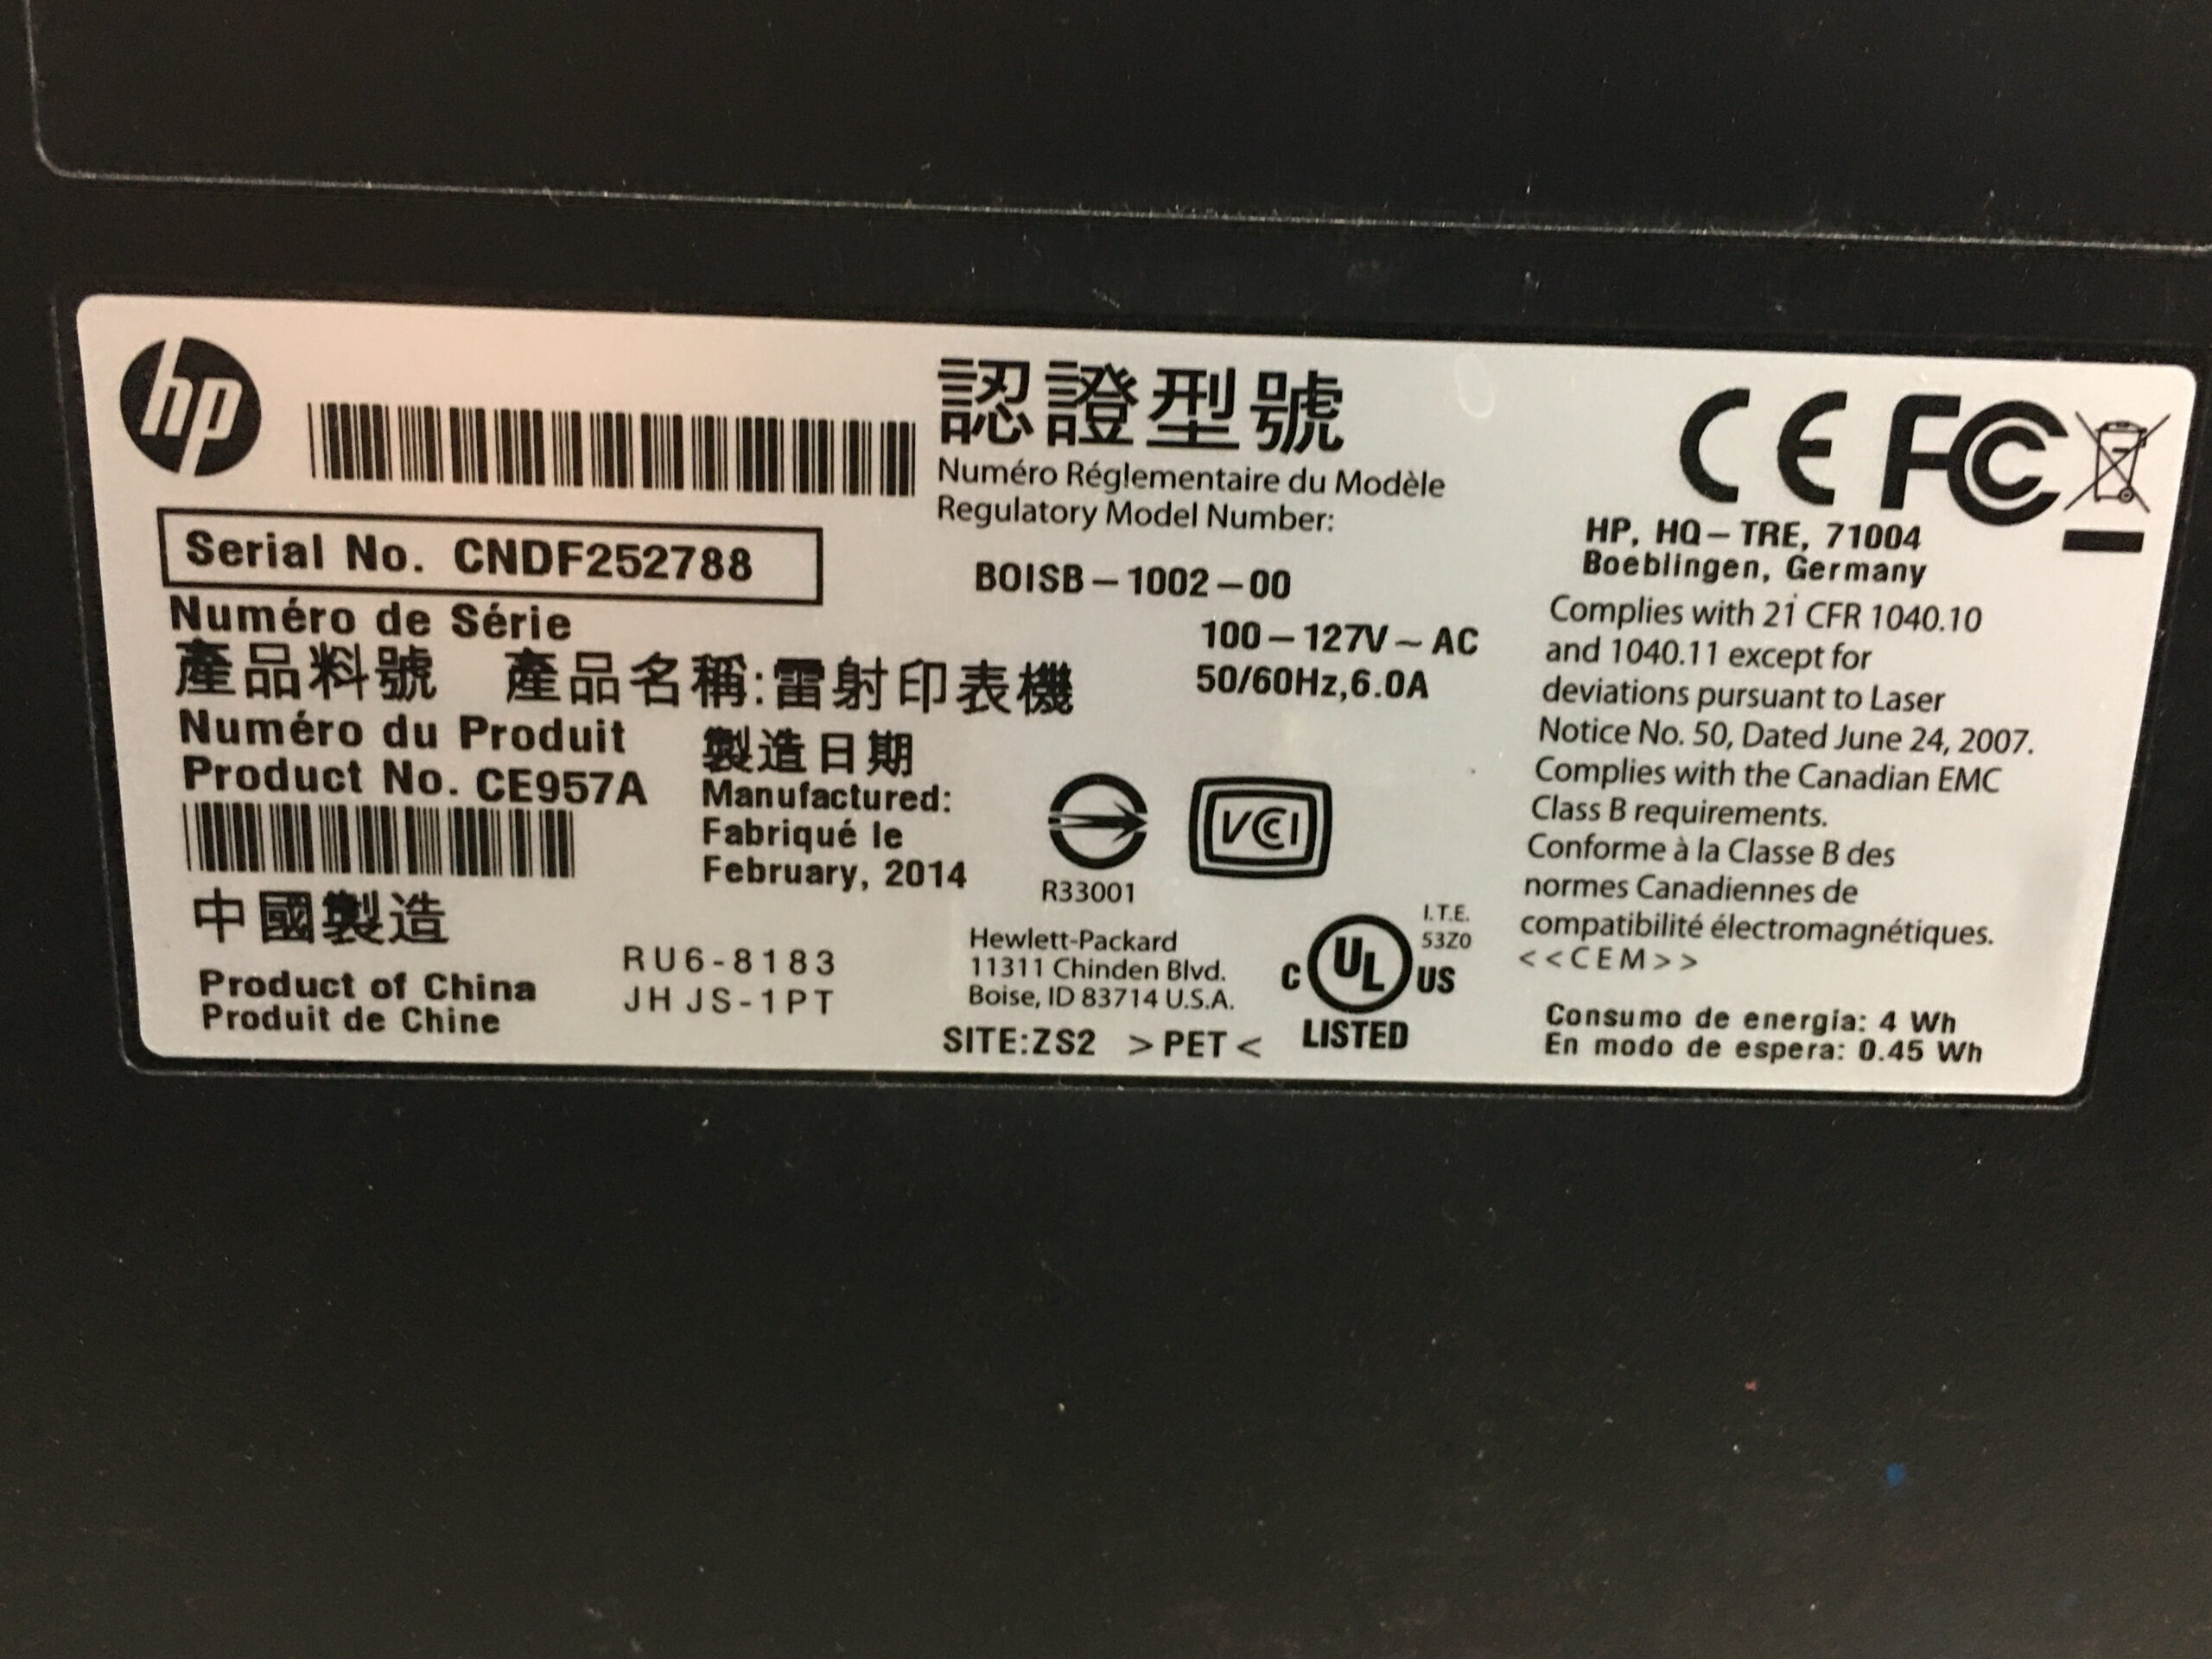 hp
Serial No. CNDF252788
Numéro de Série
產品料號 產品名稱:雷射印表機
Numéro du Produit
Product No. CE957A
製造日期
Manufactured:
Fabriqué le
February, 2014
中國製造
Product of China
Produit de Chine
RU6-8183
JH JS-1PT
認證型號
Numéro Réglementaire du Modèle
Regulatory Model Number:
BOISB-1002-00
100-127V~AC
50/60Hz,6.0A
R33001
VCCI
Hewlett-Packard
11311 Chinden Blvd.
Boise, ID 83714 U.S.A.
SITE:ZS2 >PET<
I.T.E.
53Z0
C UL US
LISTED
CE FC
HP, HQ-TRE, 71004
Boeblingen, Germany
Complies with 21 CFR 1040.10
and 1040.11 except for
deviations pursuant to Laser
Notice No. 50, Dated June 24, 2007.
Complies with the Canadian EMC
Class B requirements.
Conforme à la Classe B des
normes Canadiennes de
compatibilité électromagnétiques.
<<CEM>>
Consumo de energía: 4 Wh
En modo de espera: 0.45 Wh